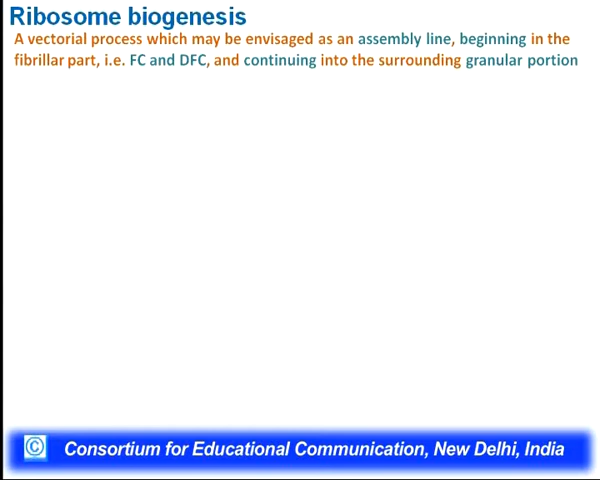 Ribosome biogenesis
A vectorial process which may be envisaged as an assembly line, beginning in the
fibrillar part, i.e. FC and DFC, and continuing into the surrounding granular portion
© Consortium for Educational Communication, New Delhi, India